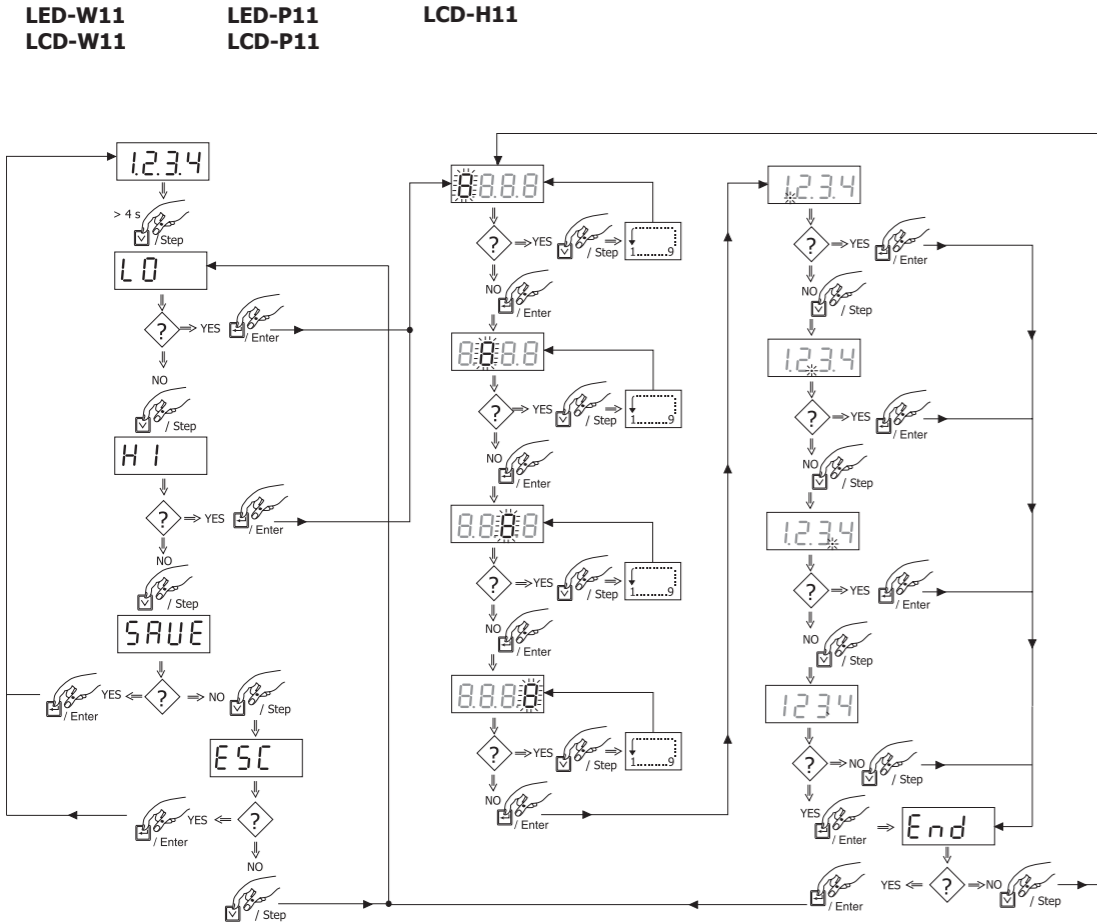 LED-W11 LED-P11 LCD-H11
LCD-W11 LCD-P11
1.2.3.4
> 4 s
/Step
LO
?
YES
/ Enter
NO
/ Step
HI
?
YES
/ Enter
NO
/ Step
SAVE
?
YES
/ Enter
NO
/ Step
ESC
?
YES
/ Enter
NO
/ Step
8.8.8.8
?
YES
/ Step
1.........9
NO
/ Enter
8.8.8.8
?
YES
/ Step
1.........9
NO
/ Enter
8.8.8.8
?
YES
/ Step
1.........9
NO
/ Enter
8.8.8.8
?
YES
/ Step
1.........9
NO
/ Enter
1.2.3.4
?
YES
/ Enter
NO
/ Step
1.2.3.4
?
YES
/ Enter
NO
/ Step
1.2.3.4
?
YES
/ Enter
NO
/ Step
1234
?
NO
/ Step
YES
/ Enter
End
?
YES
/ Enter
NO
/ Step